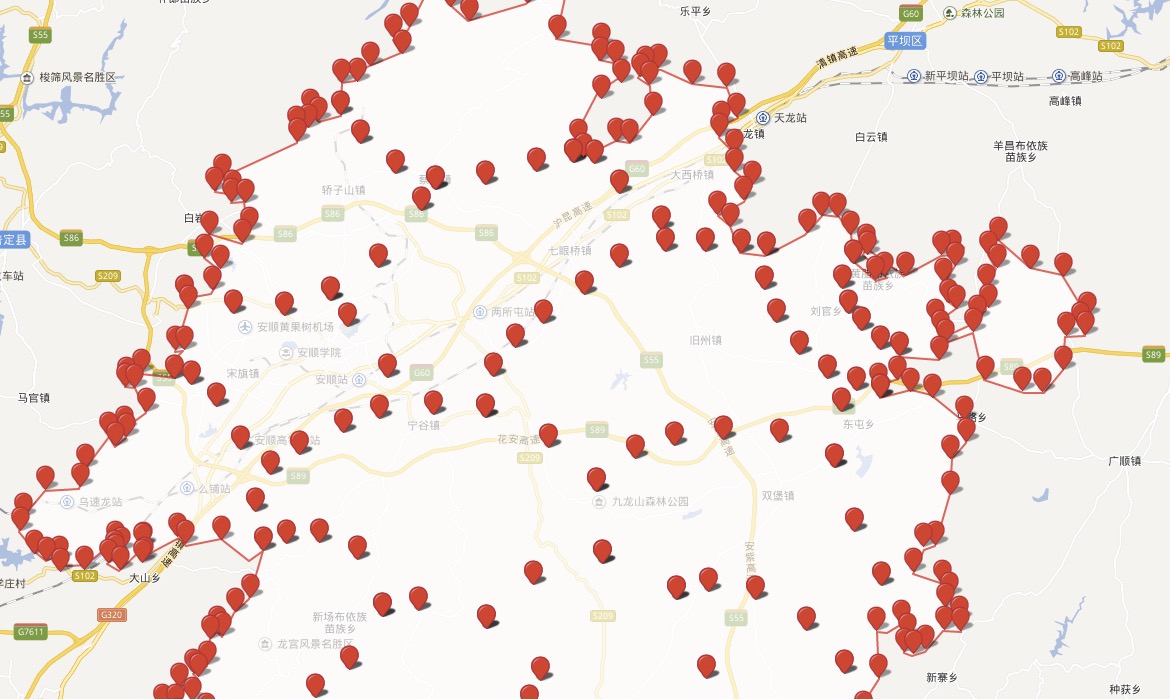 乐平乡
G60
森林公园
S55
S102
平坝区
S102
清镇高速
梭筛风景名胜区
新平坝站
平坝站
高峰站
高峰镇
天龙站
龙镇
白云镇
S102
羊昌布依族
苗族乡
G60
大西桥镇
轿子山镇
S86
S86
沪昆高速
S102
白岩
S86
S86
S86
普定县
七眼桥镇
S209
S102
车站
苗族乡
刘官乡
两所屯站
安顺黄果树机场
旧州镇
安顺学院
S55
S89
宋旗镇
安顺站
G60
马官镇
宁谷镇
东屯乡
S89
花安高速
S209
广顺镇
S89
么铺站
双堡镇
乌速龙站
九龙山森林公园
安紫高
镇高速
S102
大山乡
G320
新场布依族
苗族乡
S209
S55
G7611
龙宫风景名胜区
新寨乡
种获乡